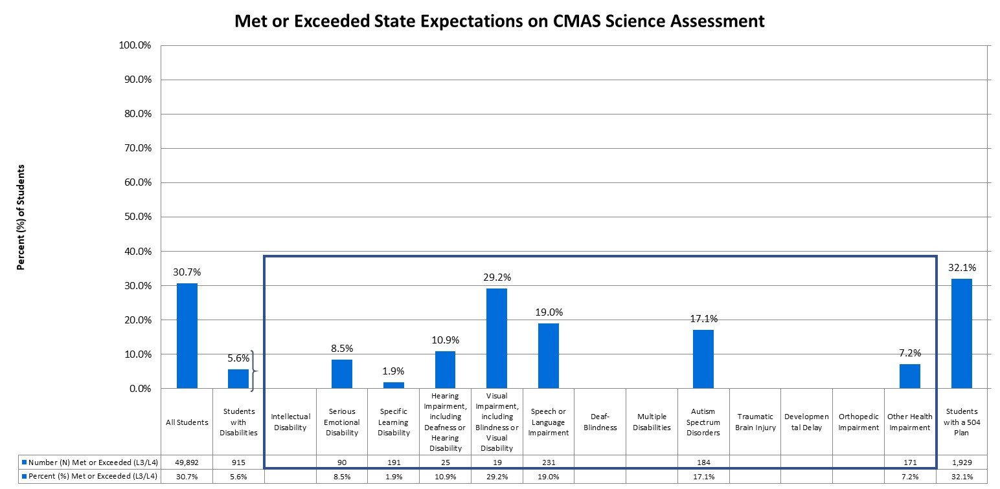 Met or Exceeded State Expectations on CMAS Science Assessment
Percent (%) of Students
100.0%
90.0%
80.0%
70.0%
60.0%
50.0%
40.0%
30.0%
20.0%
10.0%
0.0%
30.7%
5.6%
8.5%
1.9%
10.9%
29.2%
19.0%
17.1%
7.2%
32.1%
All Students
Students
with
Disabilities
Intellectual
Disability
Serious
Emotional
Disability
Specific
Learning
Disability
Hearing
Impairment,
including
Deafness or
Hearing
Disability
Visual
Impairment,
including
Blindness or
Visual
Disability
Speech or
Language
Impairment
Deaf-
Blindness
Multiple
Disabilities
Autism
Spectrum
Disorders
Traumatic
Brain Injury
Developmen
tal Delay
Orthopedic
Impairment
Other Health
Impairment
Students
with a 504
Plan
Number (N) Met or Exceeded (L3/L4) 49,892 915 90 191 25 19 231 184 171 1,929
Percent (%) Met or Exceeded (L3/L4) 30.7% 5.6% 8.5% 1.9% 10.9% 29.2% 19.0% 17.1% 7.2% 32.1%